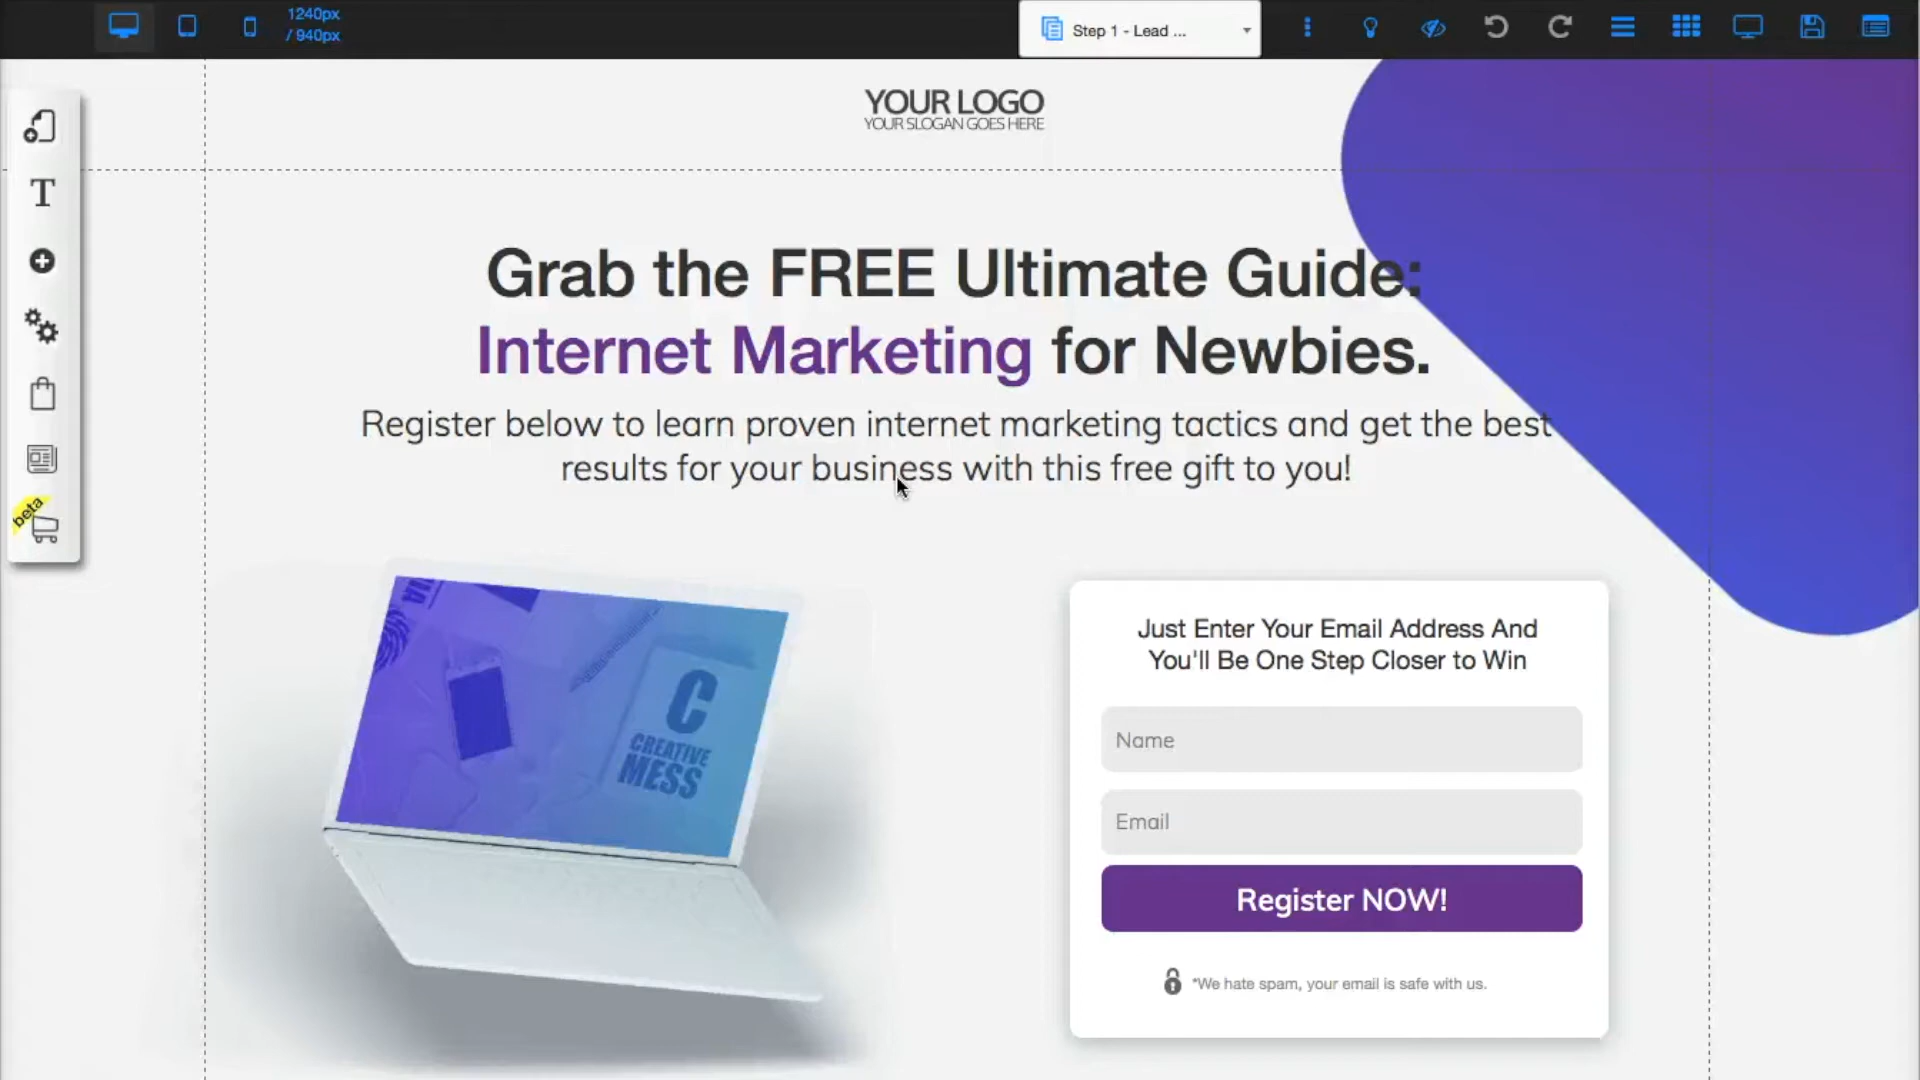 1240px
/ 940px
Step 1 - Lead ...
YOUR LOGO
YOUR SLOGAN GOES HERE
T
Grab the FREE Ultimate Guide:
Internet Marketing for Newbies.
Register below to learn proven internet marketing tactics and get the best
results for your business with this free gift to you!
beta
C
CREATIVE
MESS
Just Enter Your Email Address And
You'll Be One Step Closer to Win
Name
Email
Register NOW!
*We hate spam, your email is safe with us.